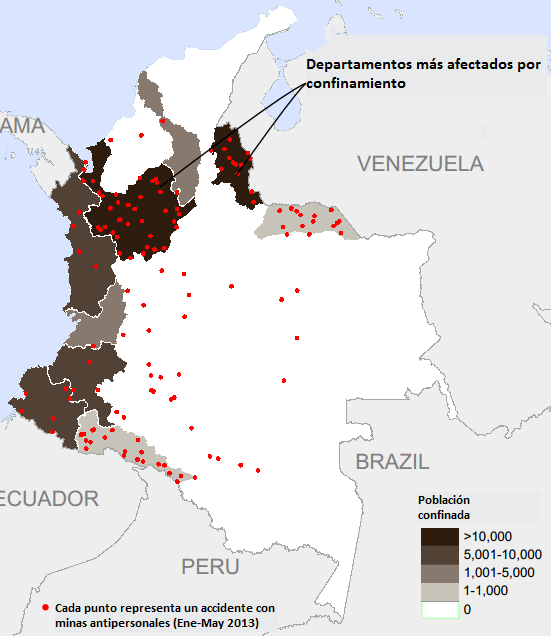 Departamentos más afectados por
confinamiento
AMA
VENEZUELA
BRAZIL
ECUADOR
PERU
Población
confinada
>10,000
5,001-10,000
1,001-5,000
1-1,000
0
Cada punto representa un accidente con
minas antipersonales (Ene-May 2013)